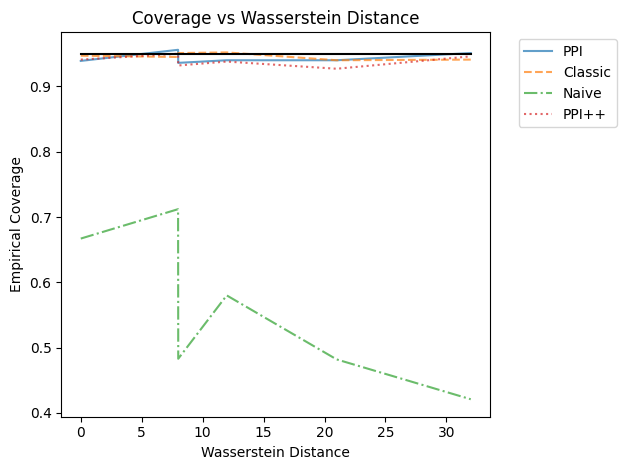 Coverage vs Wasserstein Distance
PPI
Classic
Naive
PPI++
Empirical Coverage
0.9
0.8
0.7
0.6
0.5
0.4
0 5 10 15 20 25 30
Wasserstein Distance